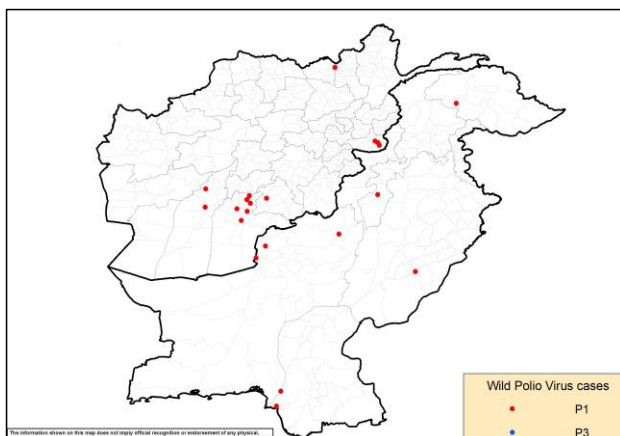 Wild Polio Virus cases
P1
P3
The information shown on this map does not imply official recognition or endorsement of any physical,